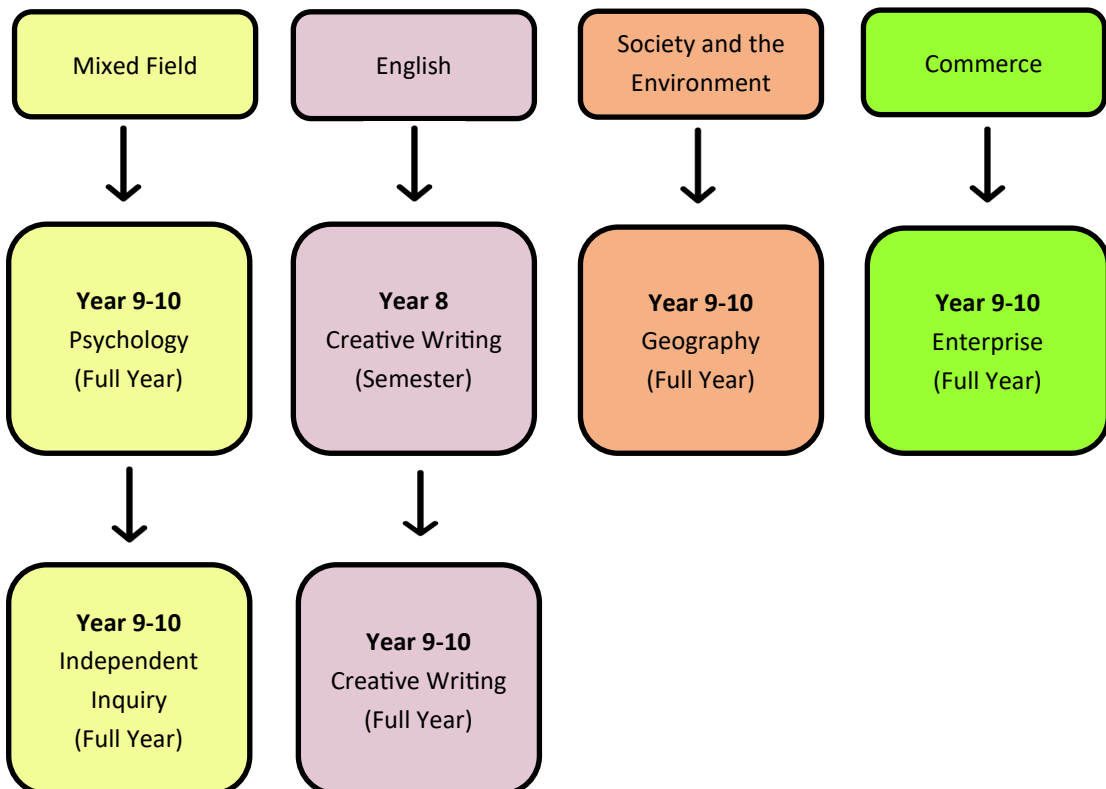 Mixed Field
English
Society and the
Environment
Commerce
Year 9-10
Psychology
(Full Year)
Year 8
Creative Writing
(Semester)
Year 9-10
Geography
(Full Year)
Year 9-10
Enterprise
(Full Year)
Year 9-10
Independent
Inquiry
(Full Year)
Year 9-10
Creative Writing
(Full Year)